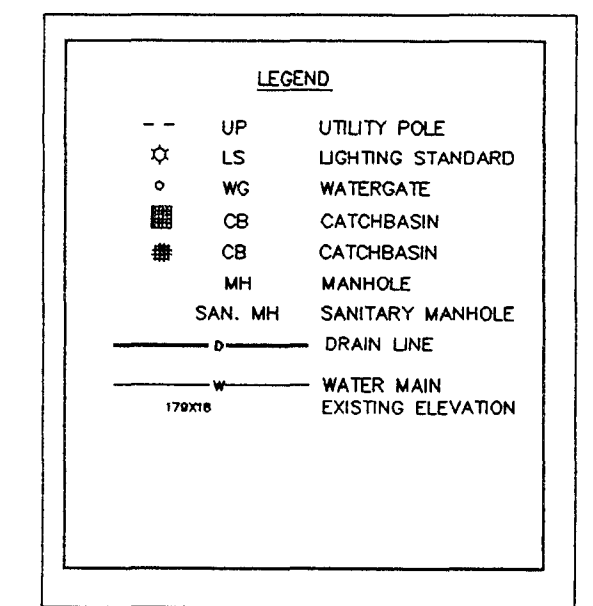 LEGEND
UP UTILITY POLE
LS LIGHTING STANDARD
WG WATERGATE
CB CATCHBASIN
CB CATCHBASIN
MH MANHOLE
SAN. MH SANITARY MANHOLE
D DRAIN LINE
W WATER MAIN
179X16 EXISTING ELEVATION